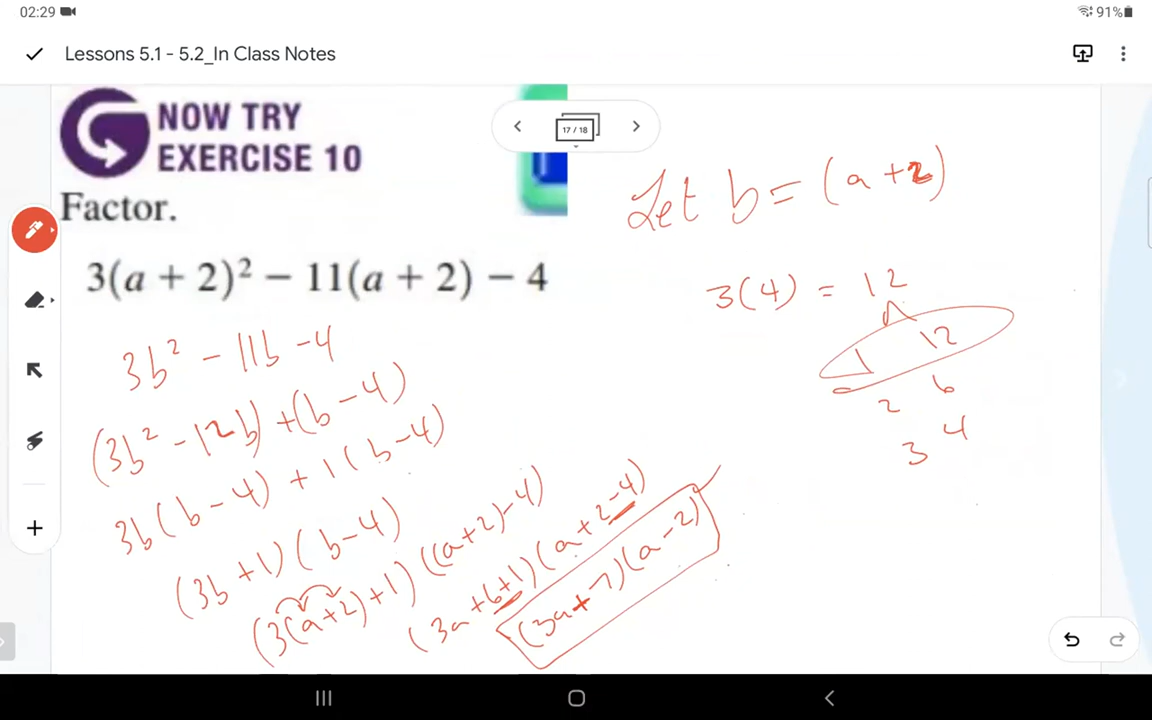 02:29
91%
Lessons 5.1 - 5.2_In Class Notes
17 / 18
NOW TRY
EXERCISE 10
Factor.
3(a + 2)² − 11(a + 2) − 4
Let b = (a + 2)
3(4) = 12
1 12
2 6
3 4
3b² − 11b − 4
(3b² − 12b) + (b − 4)
3b(b − 4) + 1(b − 4)
(3b + 1)(b − 4)
(3(a + 2) + 1)((a + 2) − 4)
(3a + 6 + 1)(a + 2 − 4)
(3a + 7)(a − 2)